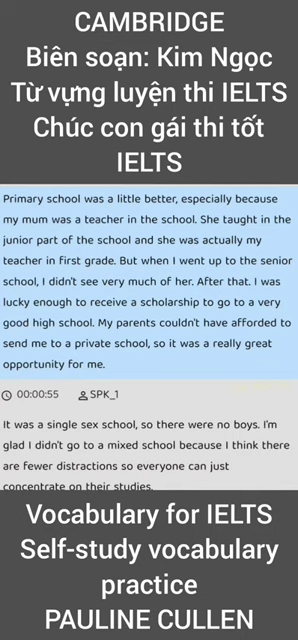 CAMBRIDGE
Biên soạn: Kim Ngọc
Từ vựng luyện thi IELTS
Chúc con gái thi tốt
IELTS
Primary school was a little better, especially because
my mum was a teacher in the school. She taught in the
junior part of the school and she was actually my
teacher in first grade. But when I went up to the senior
school, I didn't see very much of her. After that. I was
lucky enough to receive a scholarship to go to a very
good high school. My parents couldn't have afforded to
send me to a private school, so it was a really great
opportunity for me.
00:00:55 SPK_1
It was a single sex school, so there were no boys. I'm
glad I didn't go to a mixed school because I think there
are fewer distractions so everyone can just
concentrate on their studies.
Vocabulary for IELTS
Self-study vocabulary
practice
PAULINE CULLEN